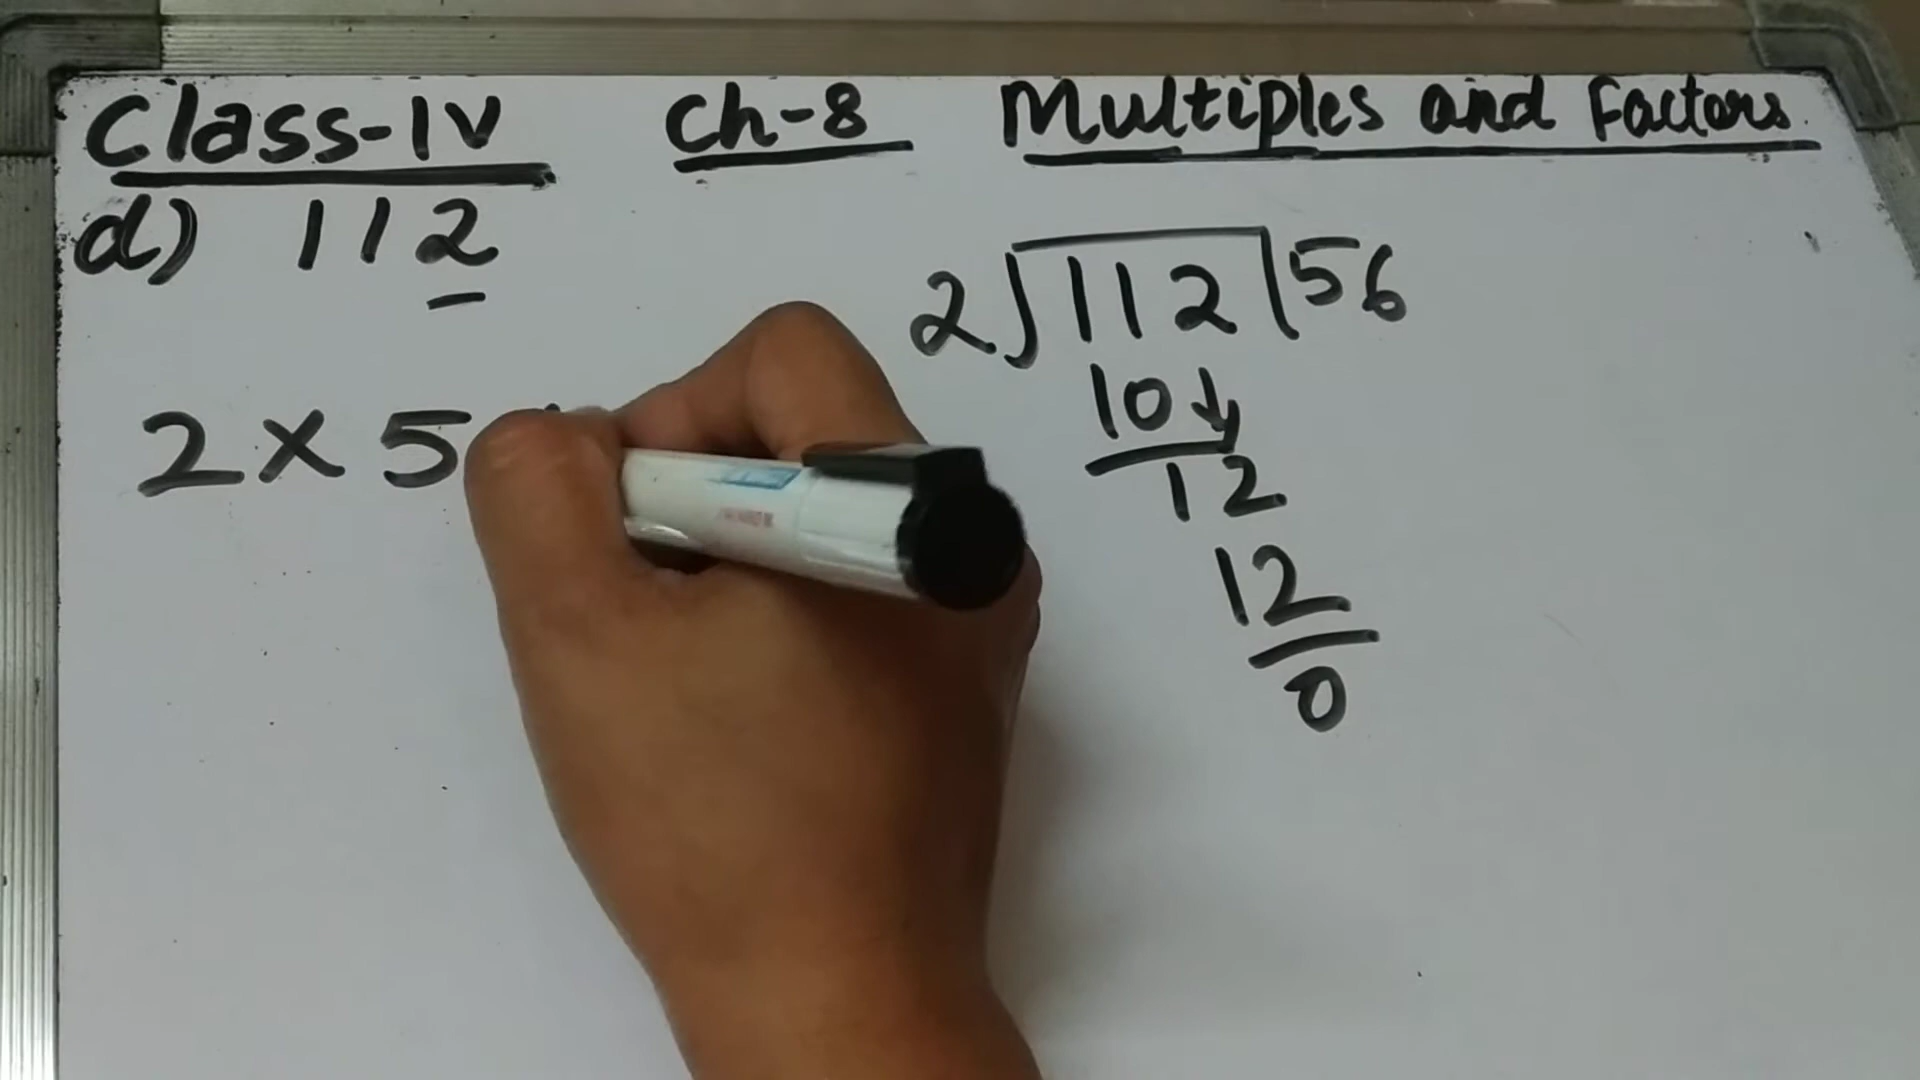 Class-IV Ch-8 Multiples and Factors
d) 112
2)112(56
10↓
12
12
0
2 × 5